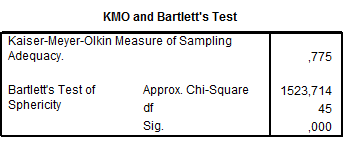 KMO and Bartlett's Test
Kaiser-Meyer-Olkin Measure of Sampling
Adequacy. ,775
Bartlett's Test of Approx. Chi-Square 1523,714
Sphericity df 45
Sig. ,000